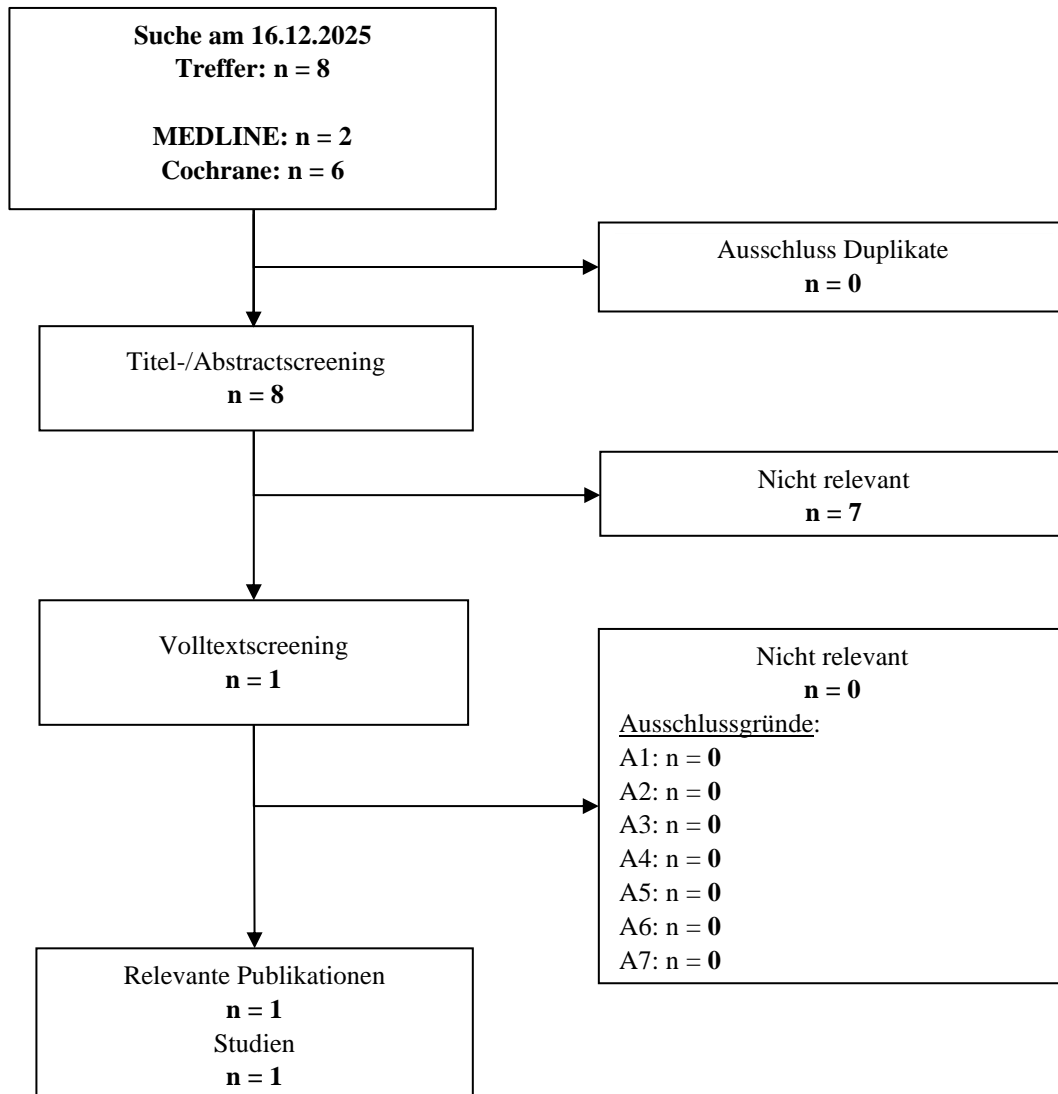 Suche am 16.12.2025
Treffer: n = 8
MEDLINE: n = 2
Cochrane: n = 6
Ausschluss Duplikate
n = 0
Titel-/Abstractscreening
n = 8
Nicht relevant
n = 7
Volltextscreening
n = 1
Nicht relevant
n = 0
Ausschlussgründe:
A1: n = 0
A2: n = 0
A3: n = 0
A4: n = 0
A5: n = 0
A6: n = 0
A7: n = 0
Relevante Publikationen
n = 1
Studien
n = 1